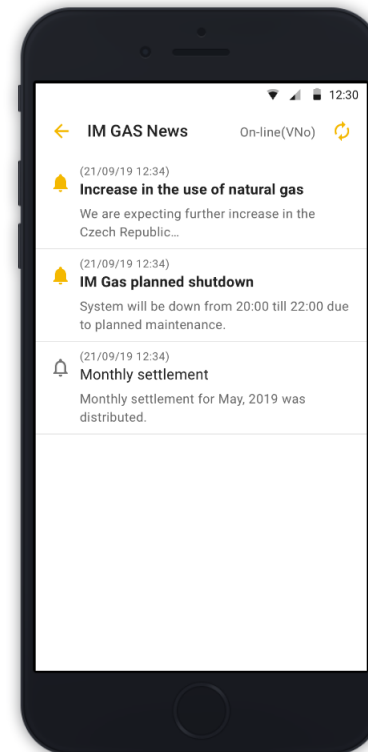 12:30
IM GAS News
On-line(VNo)
(21/09/19 12:34)
Increase in the use of natural gas
We are expecting further increase in the
Czech Republic...
(21/09/19 12:34)
IM Gas planned shutdown
System will be down from 20:00 till 22:00 due
to planned maintenance.
(21/09/19 12:34)
Monthly settlement
Monthly settlement for May, 2019 was
distributed.